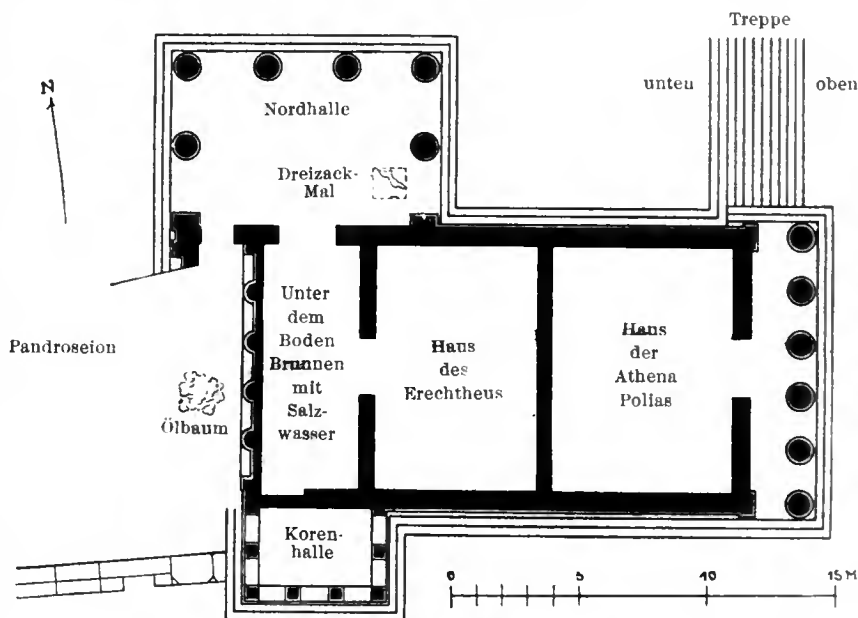 Treppe
unten
oben
N
Nordhalle
Dreizack-
Mal
Pandroseion
Ölbaum
Unter
dem
Boden
Brunnen
mit
Salz-
wasser
Haus
des
Erechtheus
Haus
der
Athena
Polias
Koren-
halle
0 5 10 15 M